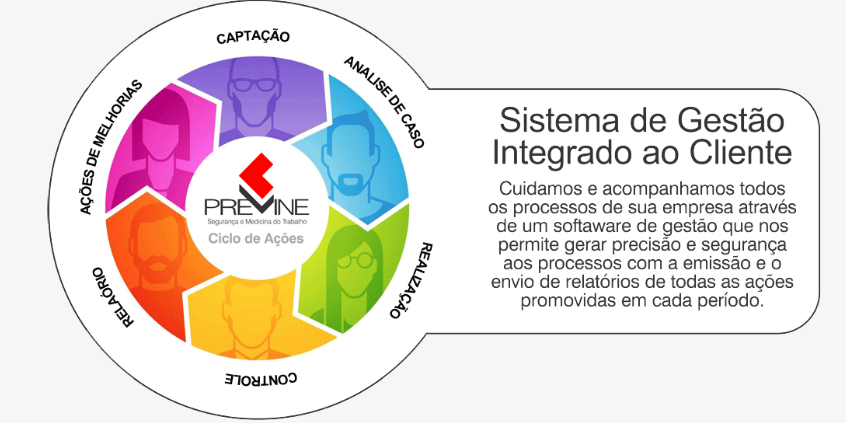 CAPTAÇÃO
ANALISE DE CASO
REALIZAÇÃO
CONTROLE
RELAÓRIO
AÇÕES DE MELHORIAS
PREVINE
Segurança e Medicina do Trabalho
Ciclo de Ações
Sistema de Gestão
Integrado ao Cliente
Cuidamos e acompanhamos todos
os processos de sua empresa através
de um softaware de gestão que nos
permite gerar precisão e segurança
aos processos com a emissão e o
envio de relatórios de todas as ações
promovidas em cada período.